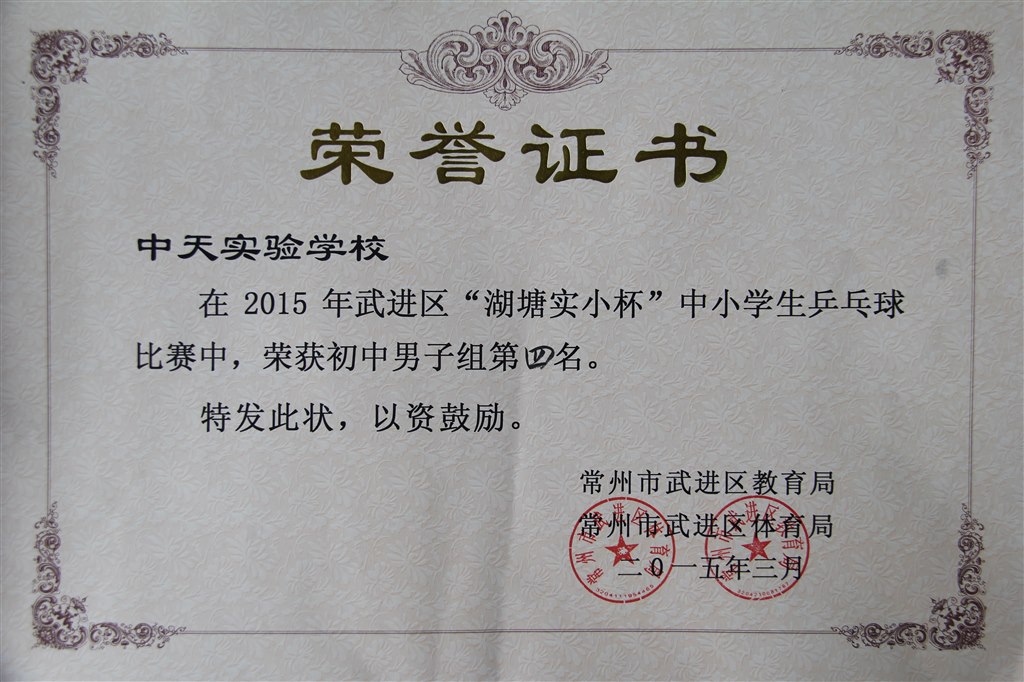 荣誉证书
中天实验学校
在 2015 年武进区“湖塘实小杯”中小学生乒乓球
比赛中，荣获初中男子组第四名。
特发此状，以资鼓励。
常州市武进区教育局
常州市武进区体育局
二〇一五年三月